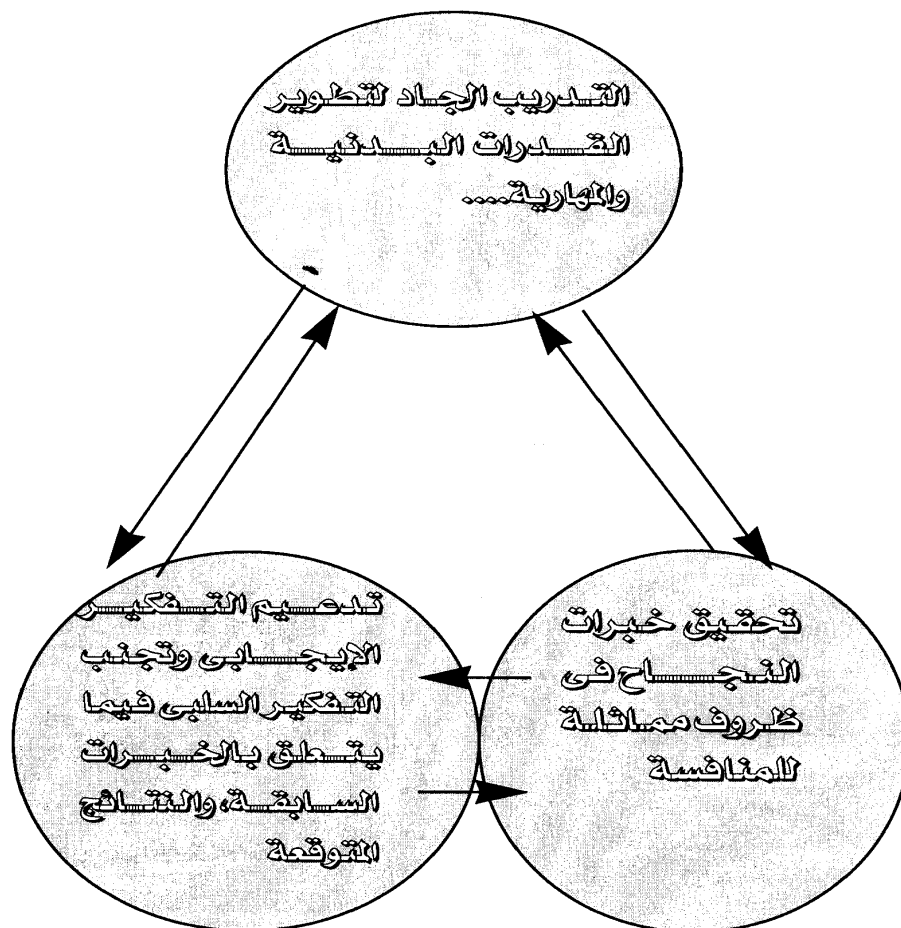 التدريب الجاد لتطوير
القدرات البدنية
والمهارية....
تحقيق خبرات
النجاح فى
ظروف مماثلة
للمنافسة
تدعيم التفكير
الإيجابى وتجنب
التفكير السلبى فيما
يتعلق بالخبرات
السابقة، والنتائج
المتوقعة